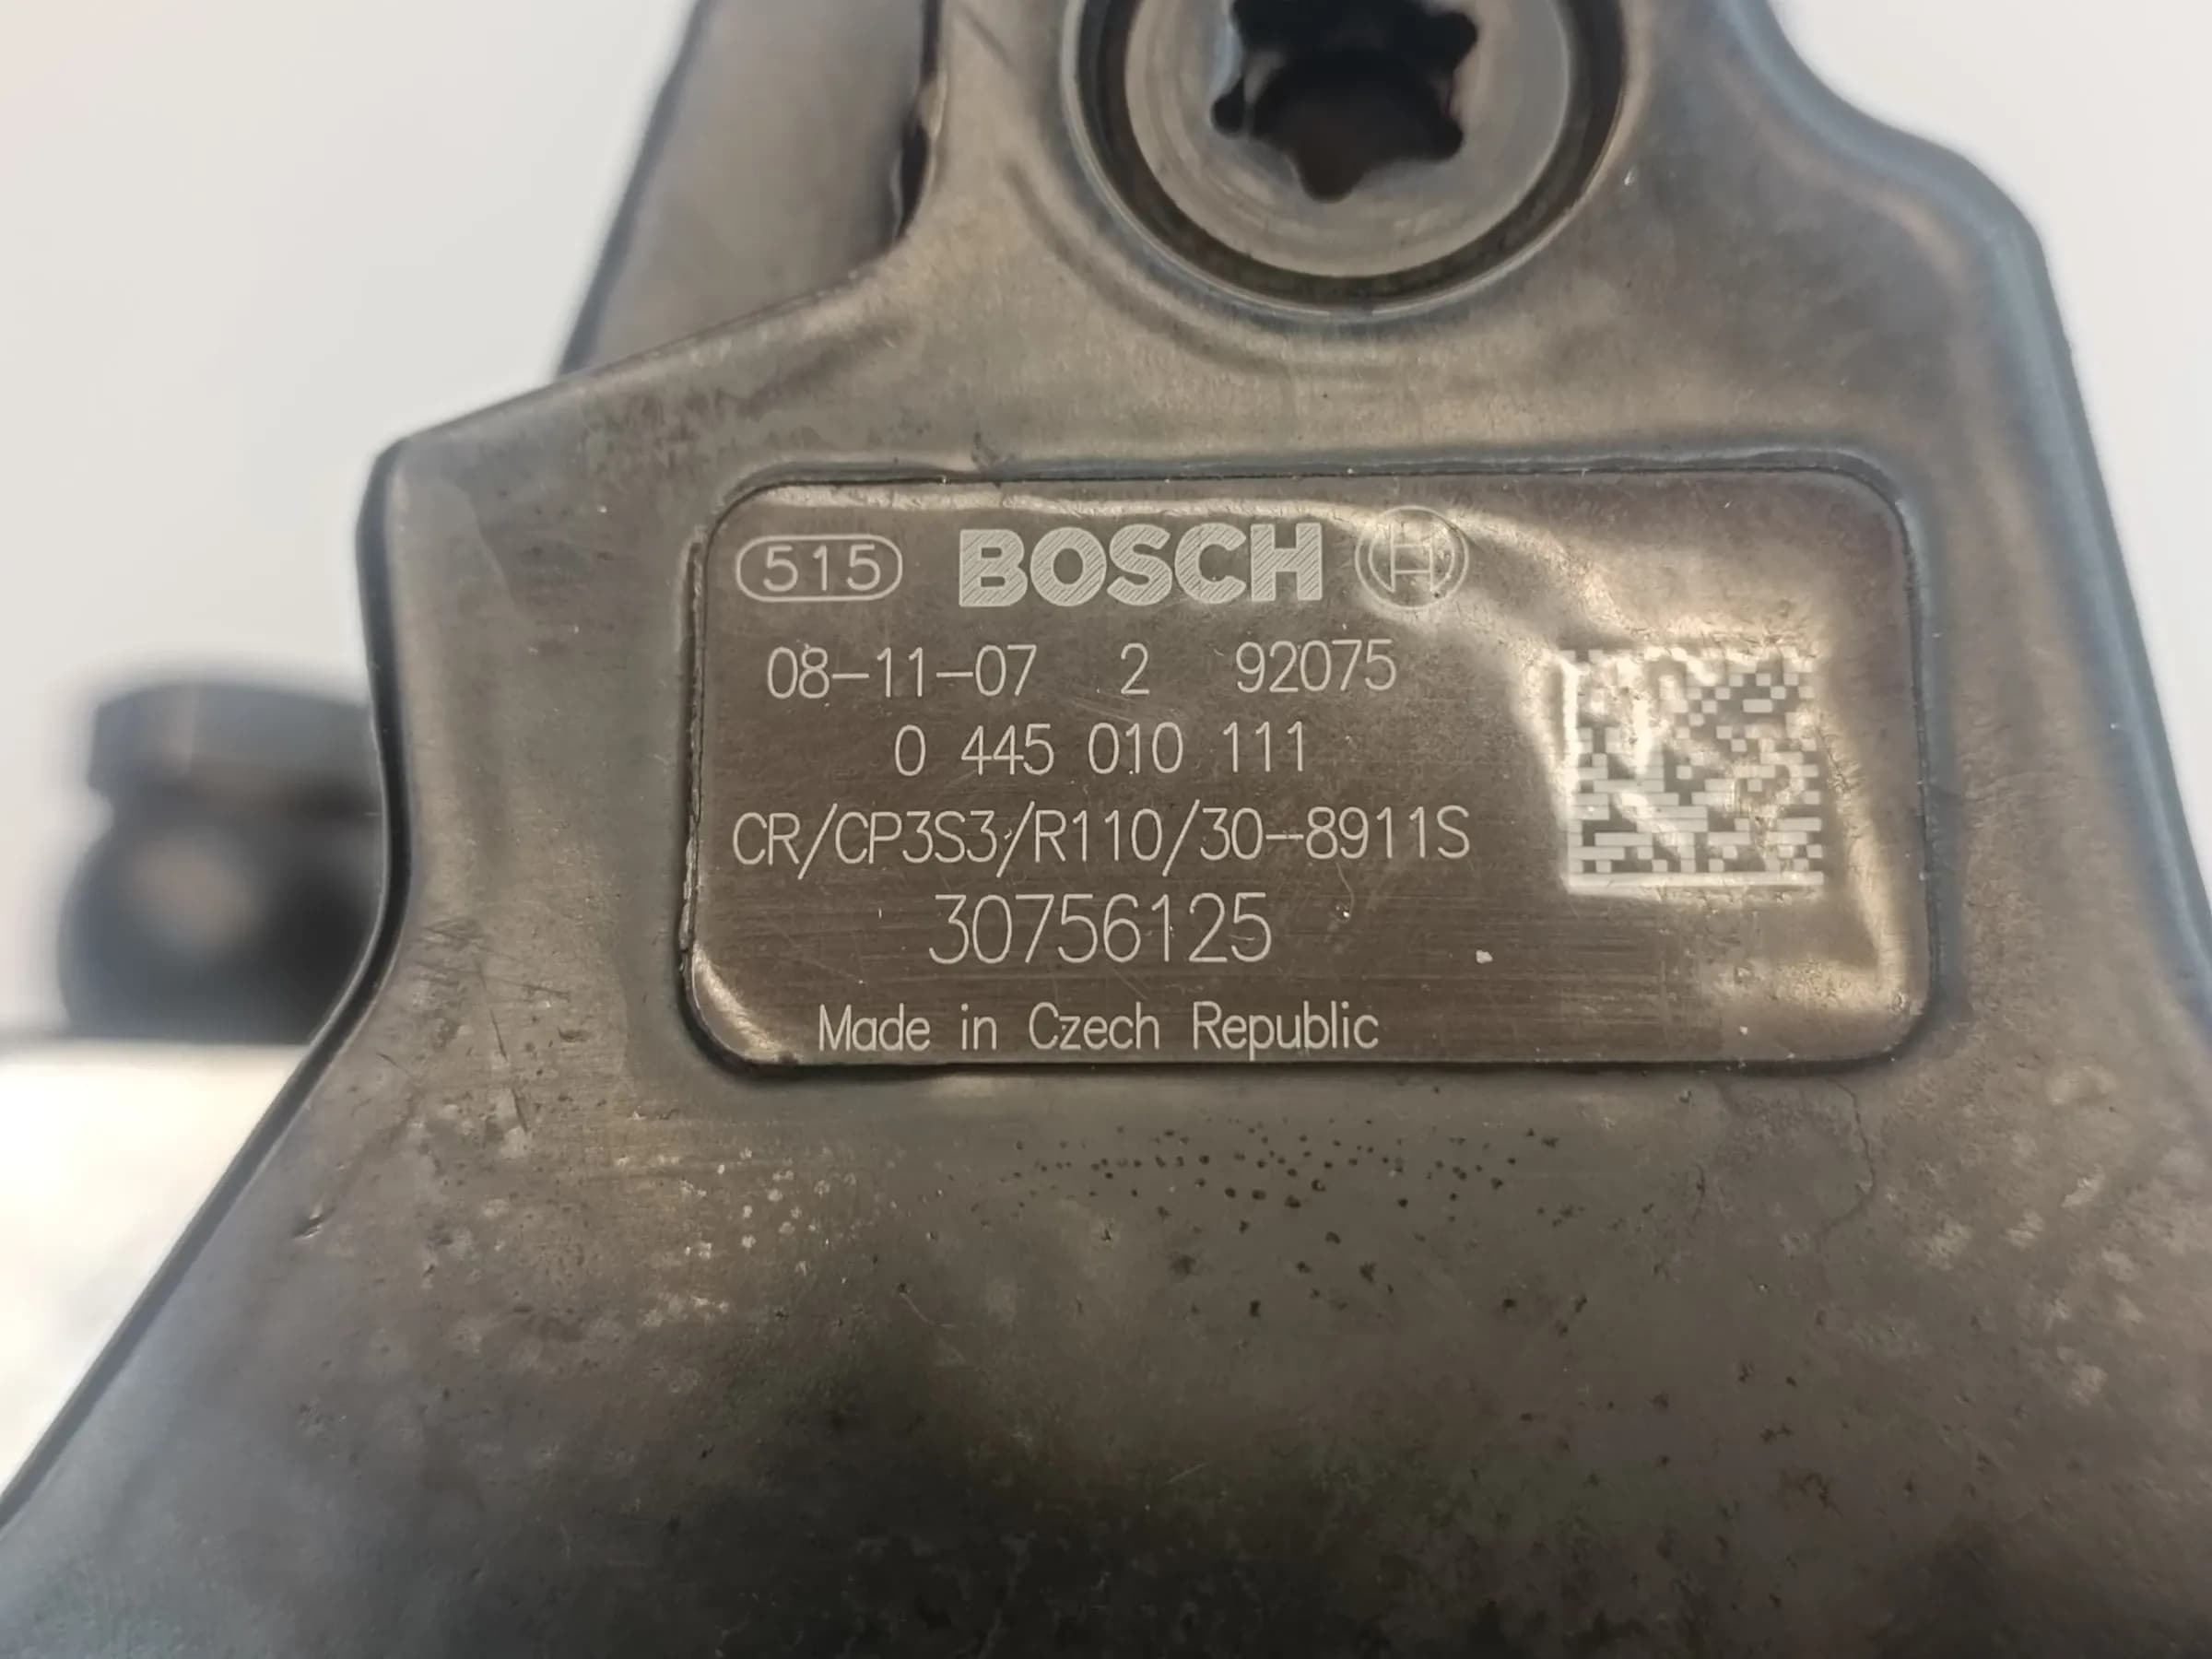 515 BOSCH
08-11-07 2 92075
0 445 010 111
CR/CP3S3/R110/30-8911S
30756125
Made in Czech Republic